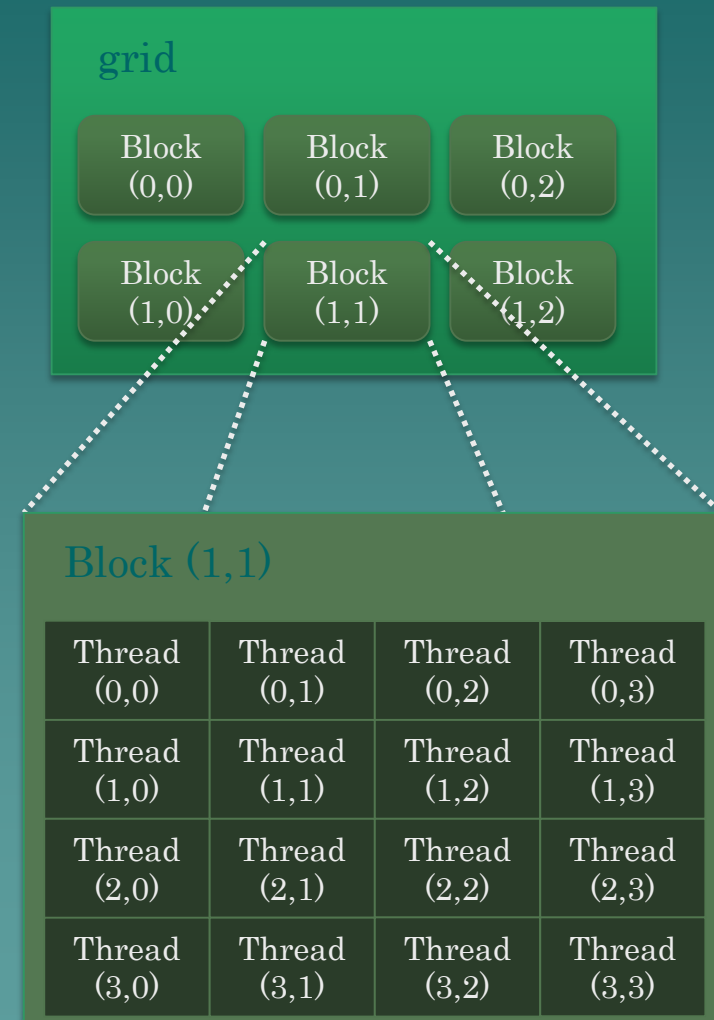 grid
Block Block Block
(0,0) (0,1) (0,2)
Block Block Block
(1,0) (1,1) (1,2)
Block (1,1)
Thread Thread Thread Thread
(0,0) (0,1) (0,2) (0,3)
Thread Thread Thread Thread
(1,0) (1,1) (1,2) (1,3)
Thread Thread Thread Thread
(2,0) (2,1) (2,2) (2,3)
Thread Thread Thread Thread
(3,0) (3,1) (3,2) (3,3)